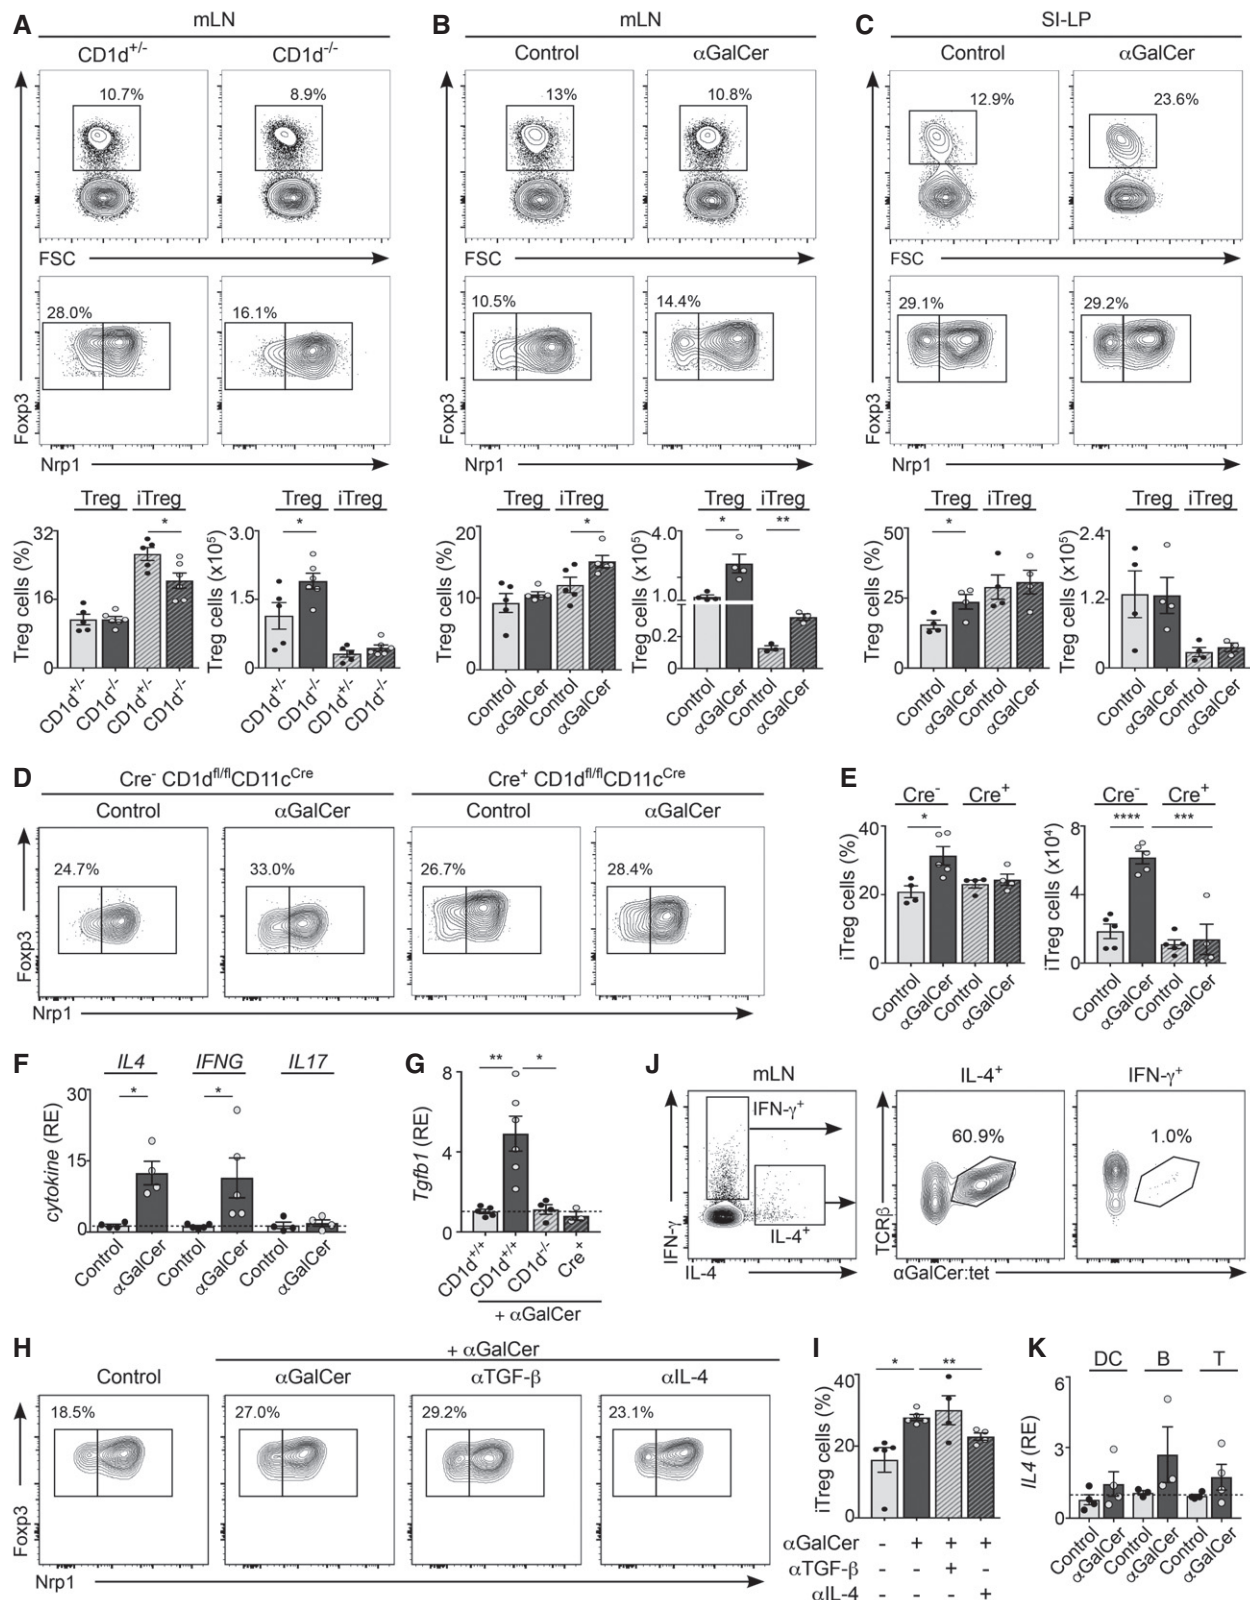 A
mLN
CD1d+/-
CD1d-/-
10.7%
8.9%
FSC
28.0%
16.1%
Foxp3
Nrp1
Treg
iTreg
Treg cells (%)
32
16
0
*
CD1d+/-
CD1d-/-
CD1d+/-
CD1d-/-
Treg
iTreg
Treg cells (x10⁵)
3.0
1.5
0
*
CD1d+/-
CD1d-/-
CD1d+/-
CD1d-/-
B
mLN
Control
αGalCer
13%
10.8%
FSC
10.5%
14.4%
Foxp3
Nrp1
Treg
iTreg
Treg cells (%)
20
10
0
*
Control
αGalCer
Control
αGalCer
Treg
iTreg
Treg cells (x10⁵)
4.0
1.0
0.2
0
*
**
Control
αGalCer
Control
αGalCer
C
SI-LP
Control
αGalCer
12.9%
23.6%
FSC
29.1%
29.2%
Foxp3
Nrp1
Treg
iTreg
Treg cells (%)
50
25
0
*
Control
αGalCer
Control
αGalCer
Treg
iTreg
Treg cells (x10⁵)
2.4
1.2
0
Control
αGalCer
Control
αGalCer
D
Cre⁻ CD1d^fl/fl CD11c^Cre
Cre⁺ CD1d^fl/fl CD11c^Cre
Control
αGalCer
Control
αGalCer
24.7%
33.0%
26.7%
28.4%
Foxp3
Nrp1
E
Cre⁻
Cre⁺
iTreg cells (%)
40
20
0
*
Control
αGalCer
Control
αGalCer
Cre⁻
Cre⁺
iTreg cells (x10⁴)
8
4
0
****
***
Control
αGalCer
Control
αGalCer
F
IL4
IFNG
IL17
cytokine (RE)
30
15
0
*
*
Control
αGalCer
Control
αGalCer
Control
αGalCer
G
Tgfb1 (RE)
8
4
0
**
*
CD1d+/+
CD1d+/+
CD1d-/-
Cre+
+ αGalCer
J
mLN
IL-4⁺
IFN-γ⁺
IFN-γ⁺
IL-4⁺
IFN-γ
IL-4
60.9%
1.0%
TCRβ
αGalCer:tet
H
+ αGalCer
Control
αGalCer
αTGF-β
αIL-4
18.5%
27.0%
29.2%
23.1%
Foxp3
Nrp1
I
iTreg cells (%)
40
20
0
*
**
αGalCer - + + +
αTGF-β - - + -
αIL-4 - - - +
K
DC
B
T
IL4 (RE)
6
3
0
Control
αGalCer
Control
αGalCer
Control
αGalCer